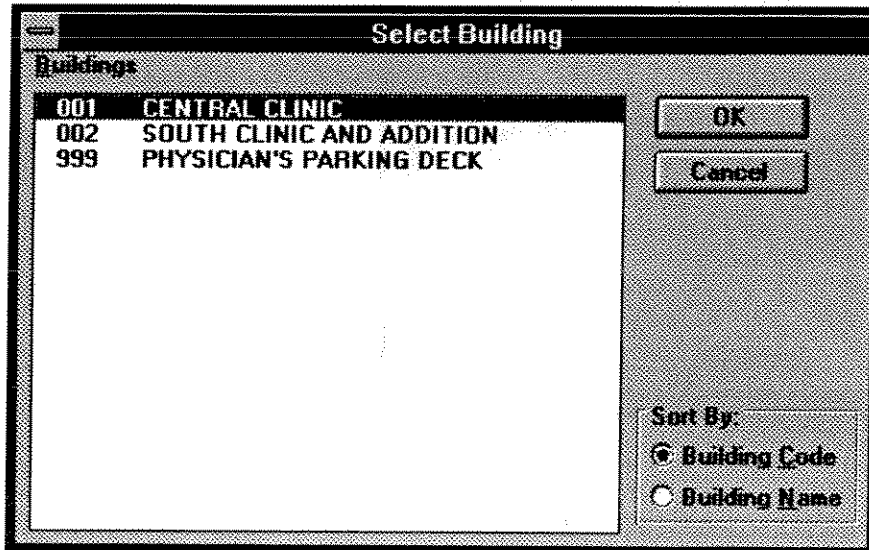 Select Building
Buildings
001 CENTRAL CLINIC
002 SOUTH CLINIC AND ADDITION
999 PHYSICIAN'S PARKING DECK
OK
Cancel
Sort By:
Building Code
Building Name